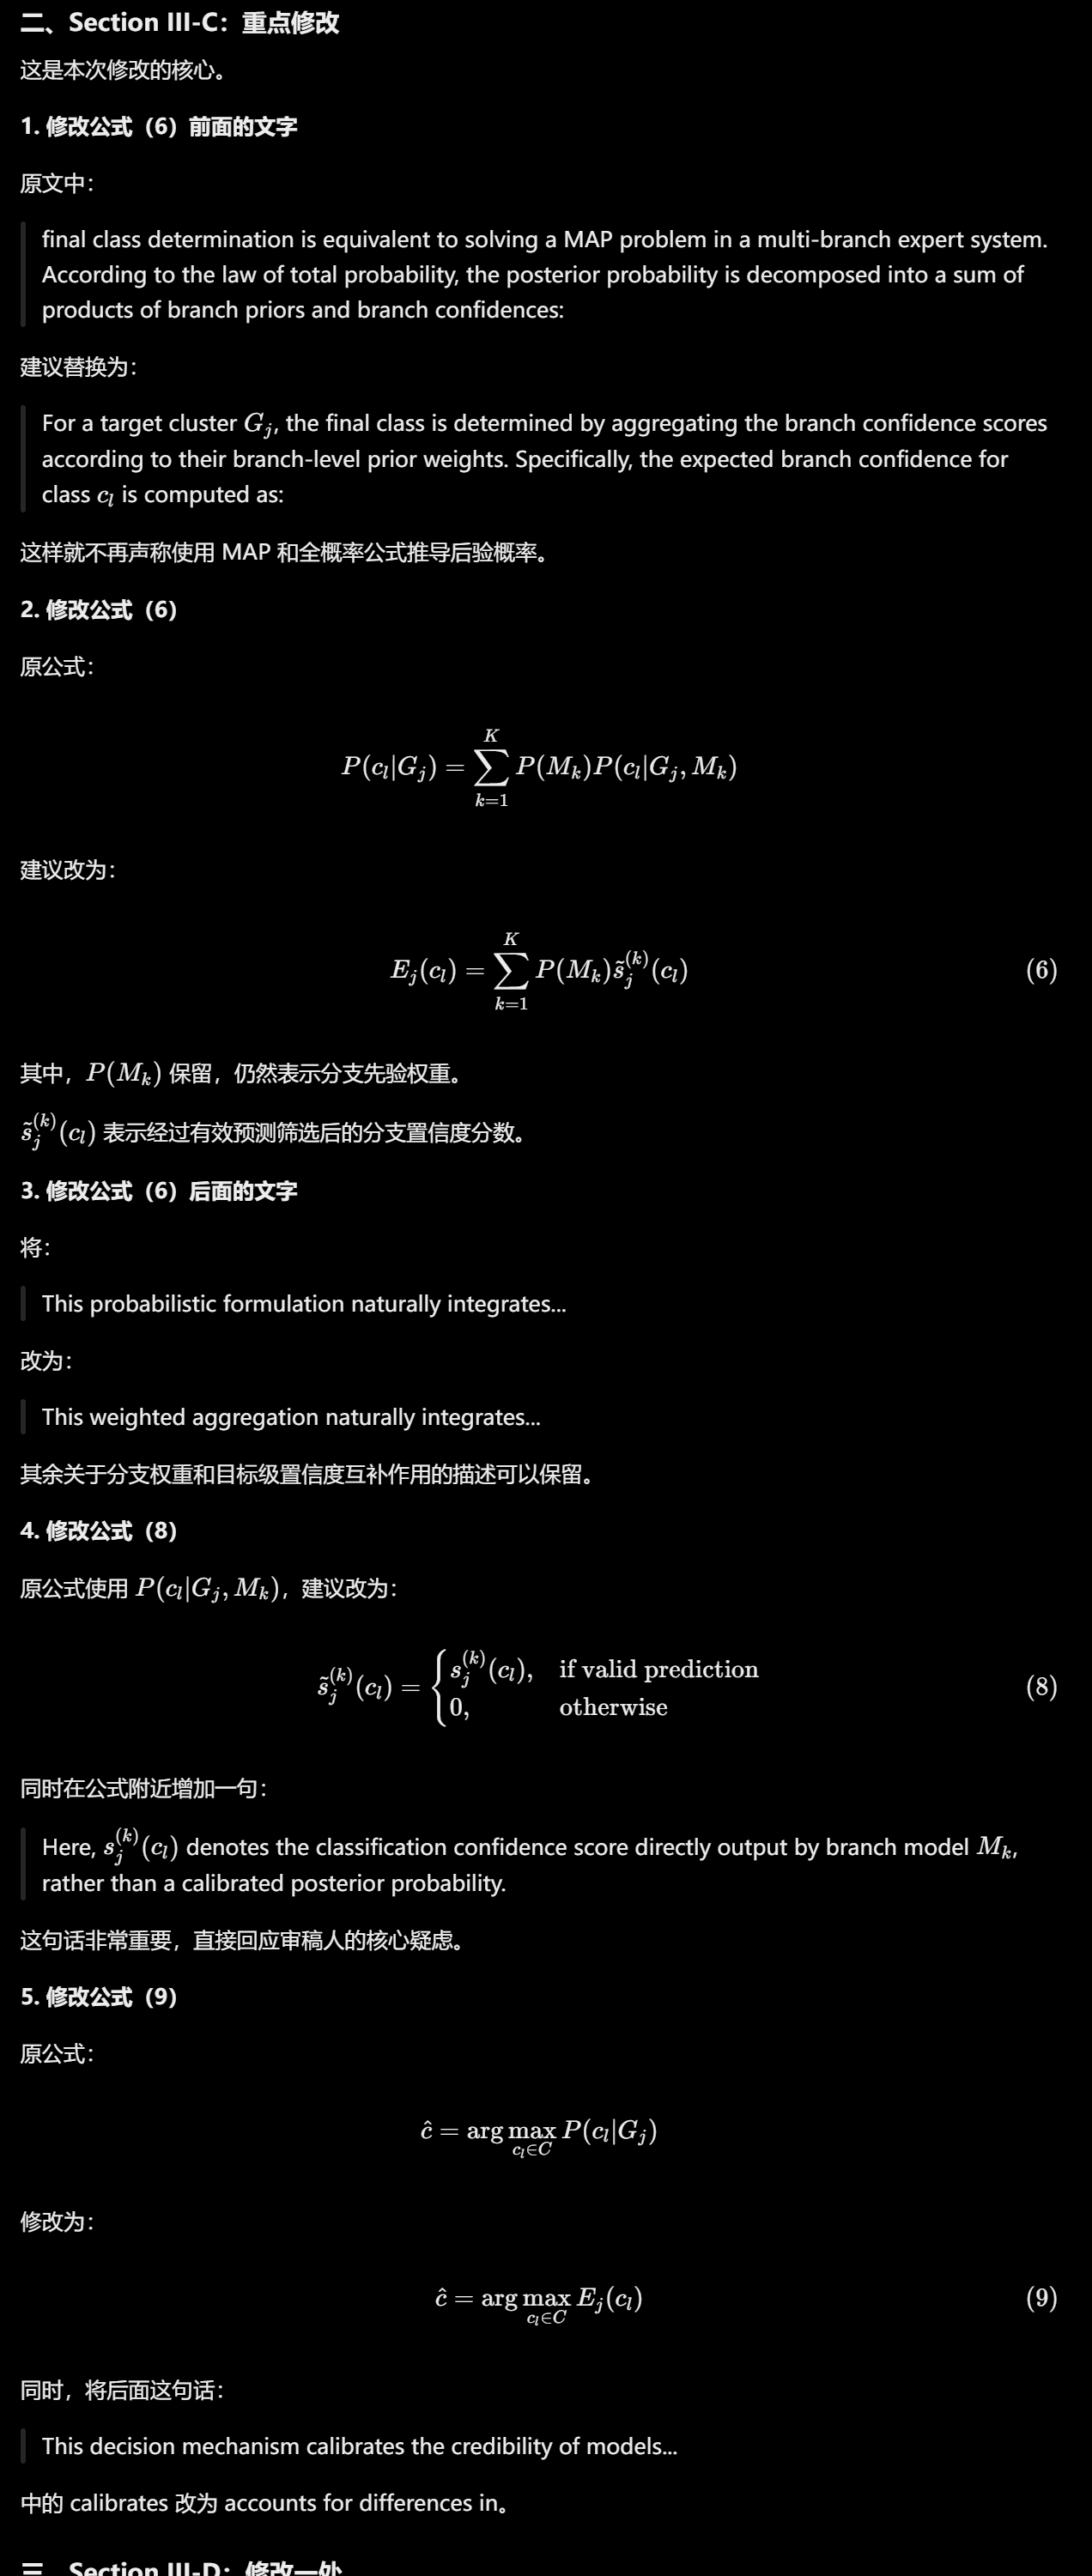 二、Section III-C：重点修改
这是本次修改的核心。
1. 修改公式（6）前面的文字
原文中：
final class determination is equivalent to solving a MAP problem in a multi-branch expert system.
According to the law of total probability, the posterior probability is decomposed into a sum of
products of branch priors and branch confidences:
建议替换为：
For a target cluster $G_j$, the final class is determined by aggregating the branch confidence scores
according to their branch-level prior weights. Specifically, the expected branch confidence for
class $c_l$ is computed as:
这样就不再声称使用 MAP 和全概率公式推导后验概率。
2. 修改公式（6）
原公式：
$P(c_l|G_j) = \sum_{k=1}^{K} P(M_k)P(c_l|G_j, M_k)$
建议改为：
$E_j(c_l) = \sum_{k=1}^{K} P(M_k)\tilde{s}_j^{(k)}(c_l)$ (6)
其中，$P(M_k)$ 保留，仍然表示分支先验权重。
$\tilde{s}_j^{(k)}(c_l)$ 表示经过有效预测筛选后的分支置信度分数。
3. 修改公式（6）后面的文字
将：
This probabilistic formulation naturally integrates...
改为：
This weighted aggregation naturally integrates...
其余关于分支权重和目标级置信度互补作用的描述可以保留。
4. 修改公式（8）
原公式使用 $P(c_l|G_j, M_k)$，建议改为：
$\tilde{s}_j^{(k)}(c_l) = \begin{cases} s_j^{(k)}(c_l), & \text{if valid prediction} \\ 0, & \text{otherwise} \end{cases}$ (8)
同时在公式附近增加一句：
Here, $s_j^{(k)}(c_l)$ denotes the classification confidence score directly output by branch model $M_k$,
rather than a calibrated posterior probability.
这句话非常重要，直接回应审稿人的核心疑虑。
5. 修改公式（9）
原公式：
$\hat{c} = \arg\max_{c_l \in C} P(c_l|G_j)$
修改为：
$\hat{c} = \arg\max_{c_l \in C} E_j(c_l)$ (9)
同时，将后面这句话：
This decision mechanism calibrates the credibility of models...
中的 calibrates 改为 accounts for differences in。
三、Section III-D：修改一处